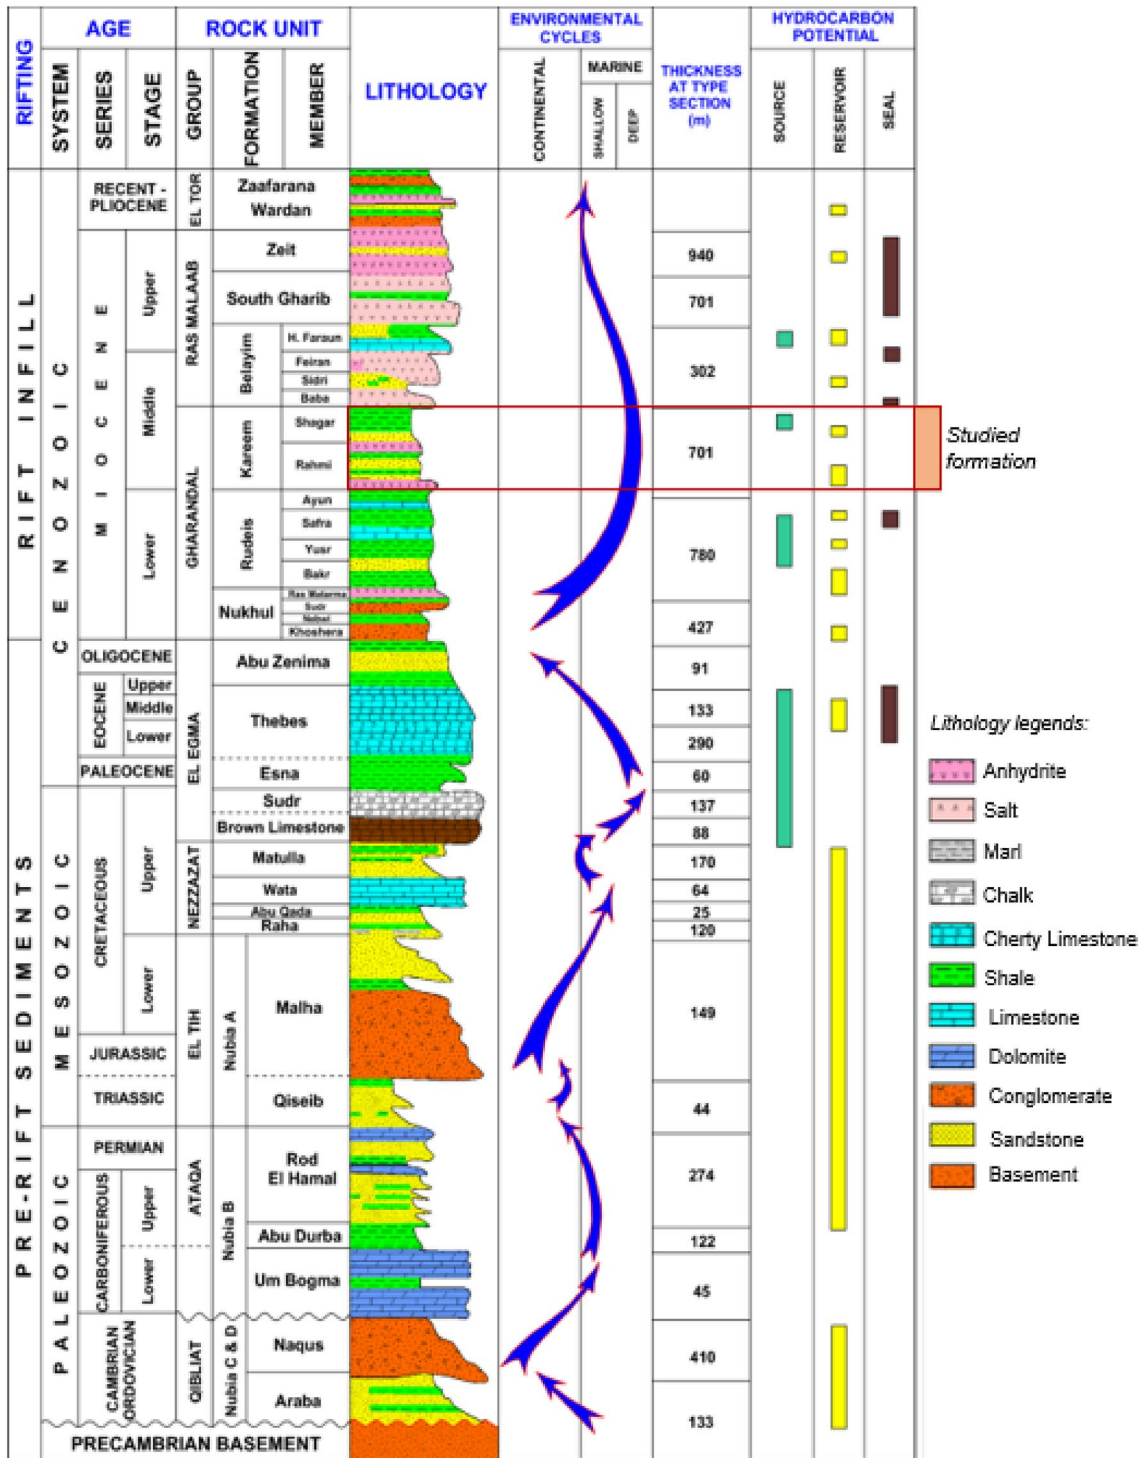 RIFTING
AGE
SYSTEM
SERIES
STAGE
ROCK UNIT
GROUP
FORMATION
MEMBER
LITHOLOGY
ENVIRONMENTAL
CYCLES
CONTINENTAL
MARINE
SHALLOW
DEEP
THICKNESS
AT TYPE
SECTION
(m)
HYDROCARBON
POTENTIAL
SOURCE
RESERVOIR
SEAL
RIFT INFILL
PRE-RIFT SEDIMENTS
CENOZOIC
MESOZOIC
PALEOZOIC
RECENT -
PLIOCENE
MIOCENE
Upper
Middle
Lower
OLIGOCENE
EOCENE
Upper
Middle
Lower
PALEOCENE
CRETACEOUS
Upper
Lower
JURASSIC
TRIASSIC
PERMIAN
CARBONIFEROUS
Upper
Lower
CAMBRIAN
ORDOVICIAN
PRECAMBRIAN BASEMENT
EL TOR
RAS MALAAB
GHARANDAL
EL EGMA
NEZZAZAT
EL TIH
ATAQA
QIBLIAT
Zaafarana
Wardan
Zeit
South Gharib
Belayim
H. Faraun
Feiran
Sidri
Baba
Kareem
Shagar
Rahmi
Rudeis
Ayun
Safra
Yusr
Bakr
Nukhul
Ras Matarma
Sudr
Khoshera
Abu Zenima
Thebes
Esna
Sudr
Brown Limestone
Matulla
Wata
Abu Qada
Raha
Nubia A
Malha
Qiseib
Nubia B
Rod
El Hamal
Abu Durba
Um Bogma
Nubia C & D
Naqus
Araba
940
701
302
701
780
427
91
133
290
60
137
88
170
64
25
120
149
44
274
122
45
410
133
Studied
formation
Lithology legends:
Anhydrite
Salt
Marl
Chalk
Cherty Limestone
Shale
Limestone
Dolomite
Conglomerate
Sandstone
Basement